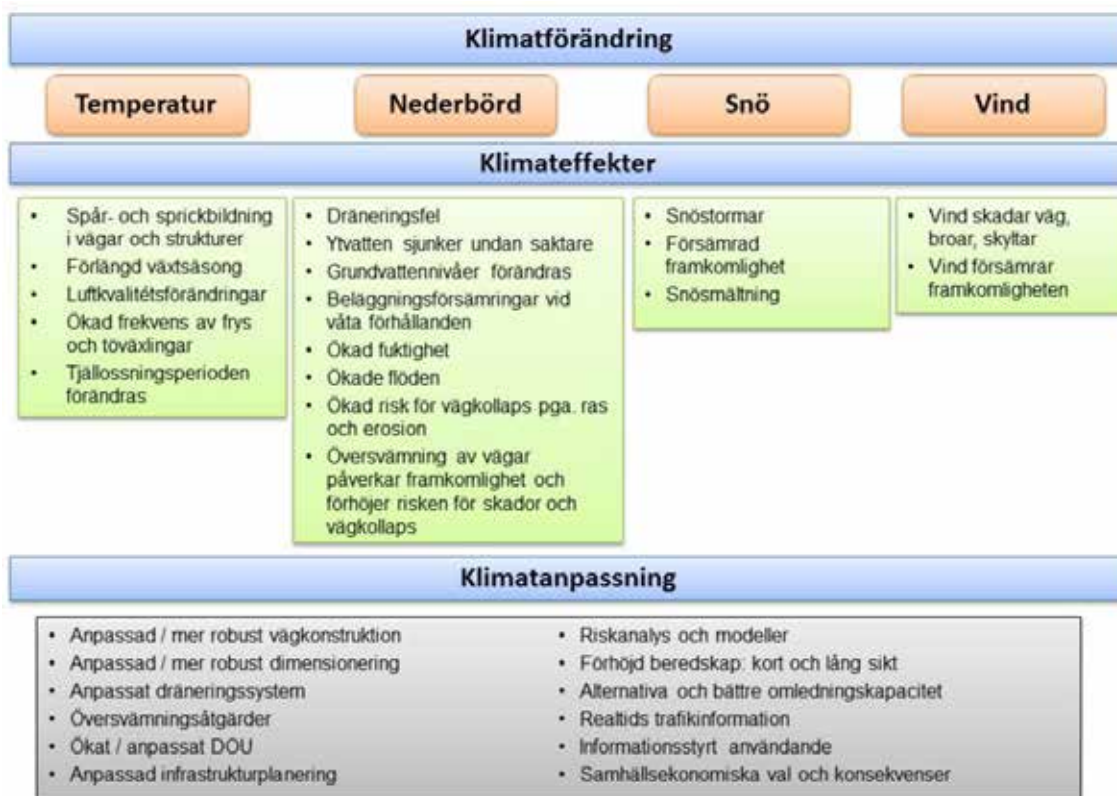 Klimatförändring
Temperatur
Nederbörd
Snö
Vind
Klimateffekter
• Spår- och sprickbildning
i vägar och strukturer
• Förlängd växtsäsong
• Luftkvalitétsförändringar
• Ökad frekvens av frys
och töväxlingar
• Tjällossningsperioden
förändras
• Dräneringsfel
• Ytvatten sjunker undan saktare
• Grundvattennivåer förändras
• Beläggningsförsämringar vid
våta förhållanden
• Ökad fuktighet
• Ökade flöden
• Ökad risk för vägkollaps pga. ras
och erosion
• Översvämning av vägar
påverkar framkomlighet och
förhöjer risken för skador och
vägkollaps
• Snöstormar
• Försämrad
framkomlighet
• Snösmältning
• Vind skadar väg,
broar, skyltar
• Vind försämrar
framkomligheten
Klimatanpassning
• Anpassad / mer robust vägkonstruktion
• Anpassad / mer robust dimensionering
• Anpassat dräneringssystem
• Översvämningsåtgärder
• Ökat / anpassat DOU
• Anpassad infrastrukturplanering
• Riskanalys och modeller
• Förhöjd beredskap: kort och lång sikt
• Alternativa och bättre omledningskapacitet
• Realtids trafikinformation
• Informationsstyrt användande
• Samhällsekonomiska val och konsekvenser